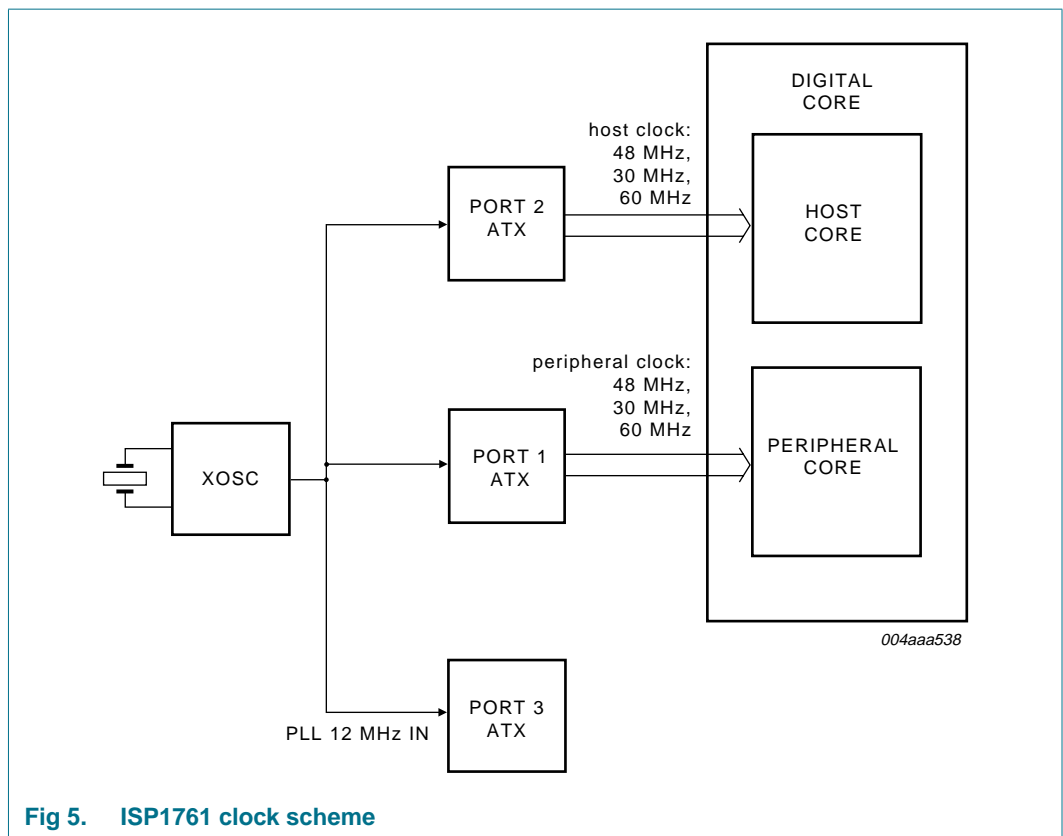 DIGITAL
CORE
host clock:
48 MHz,
30 MHz,
60 MHz
PORT 2
ATX
HOST
CORE
peripheral clock:
48 MHz,
30 MHz,
60 MHz
XOSC
PORT 1
ATX
PERIPHERAL
CORE
004aaa538
PORT 3
ATX
PLL 12 MHz IN
Fig 5. ISP1761 clock scheme